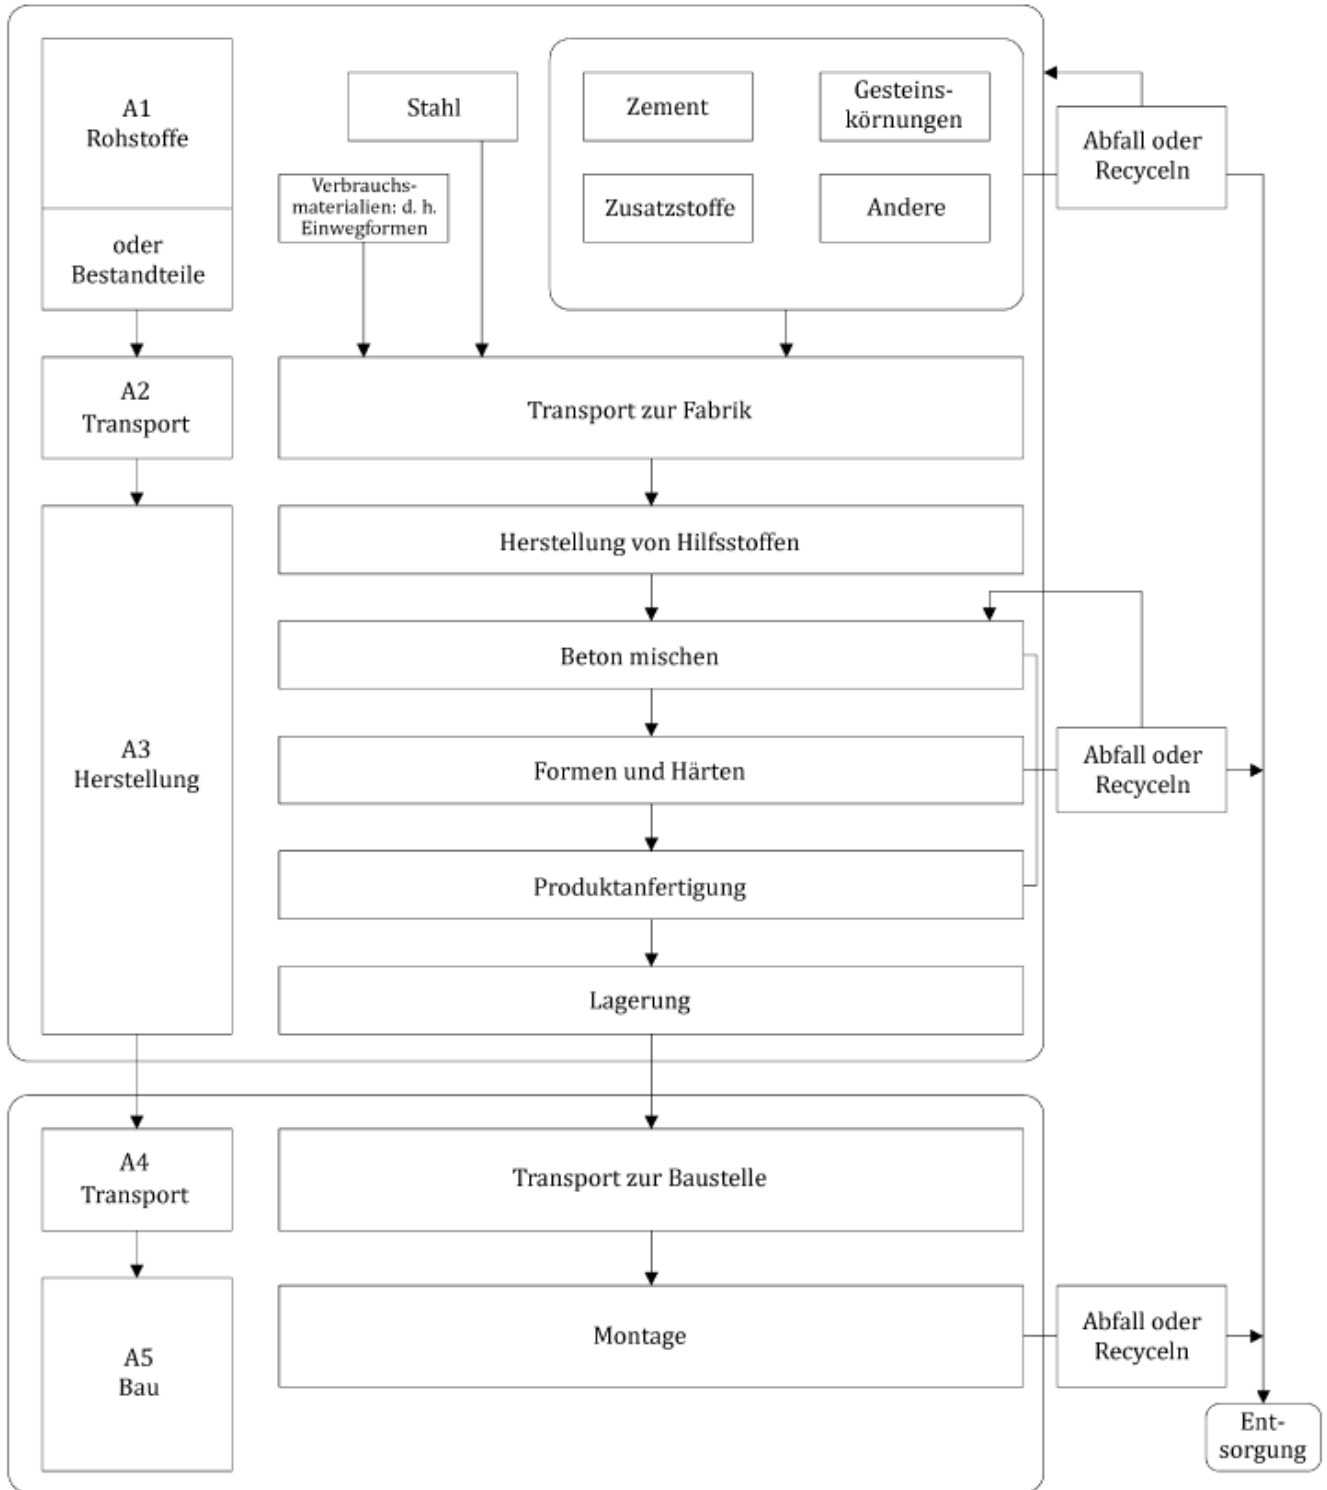 A1
Rohstoffe
oder
Bestandteile
Stahl
Verbrauchs-
materialien: d. h.
Einwegformen
Zement
Gesteins-
körnungen
Zusatzstoffe
Andere
Abfall oder
Recyceln
A2
Transport
Transport zur Fabrik
A3
Herstellung
Herstellung von Hilfsstoffen
Beton mischen
Formen und Härten
Abfall oder
Recyceln
Produktanfertigung
Lagerung
A4
Transport
Transport zur Baustelle
A5
Bau
Montage
Abfall oder
Recyceln
Ent-
sorgung